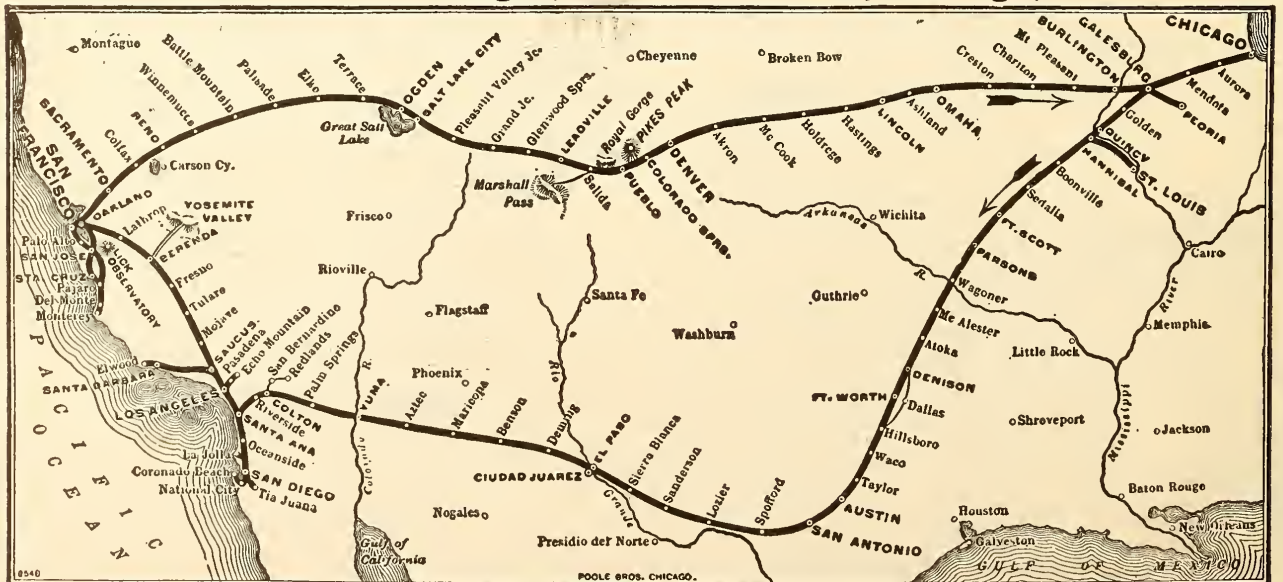 CHICAGO
GALESBURG
BURLINGTON
Mt Pleasant
Chariton
Creston
Aurora
Mendota
PEORIA
Montague
Battle Mountain
Winnemucca
Palisade
Elko
Terrace
OGDEN
SALT LAKE CITY
Pleasant Valley Jc.
Grand Jc.
Glenwood Sprs.
LEADVILLE
Royal Gorge
PIKES PEAK
Cheyenne
Broken Bow
SACRAMENTO
Colfax
RENO
Carson Cy.
Great Salt
Lake
Marshall
Pass
Salida
PUEBLO
COLORADO SPRS.
DENVER
Akron
Mc Cook
Holdrege
Hastings
LINCOLN
Ashland
OMAHA
Golden
QUINCY
HANNIBAL
ST. LOUIS
SAN
FRANCISCO
OAKLAND
Lathrop
YOSEMITE
VALLEY
BERENDA
Frisco
Arkansas
R.
Wichita
Boonville
Sedalia
FT. SCOTT
PARSONS
Cairo
Palo Alto
SAN JOSE
LICK
OBSERVATORY
STA CRUZ
Pajaro
Del Monte
Monterey
Fresno
Tulare
Mojave
Rioville
Flagstaff
Santa Fe
Washburn
Guthrie
Wagoner
Mc Alester
Atoka
Little Rock
Memphis
River
Mississippi
PACIFIC
OCEAN
Elwood
SANTA BARBARA
SAUGUS
Pasadena
Echo Mountain
San Bernardino
Redlands
Palm Springs
LOS ANGELES
COLTON
Riverside
SANTA ANA
Oceanside
La Jolla
Coronado Beach
National City
SAN DIEGO
Tia Juana
Colorado
R.
YUMA
Phoenix
Aztec
Maricopa
Benson
Deming
Rio
Grande
EL PASO
CIUDAD JUAREZ
Sierra Blanca
Sanderson
Lozier
Spofford
SAN ANTONIO
AUSTIN
Taylor
Waco
Hillsboro
Dallas
FT. WORTH
DENISON
Shreveport
Jackson
Baton Rouge
New Orleans
Houston
Galveston
GULF OF MEXICO
Nogales
Gulf of
California
Presidio del Norte
8540
POOLE BROS. CHICAGO.